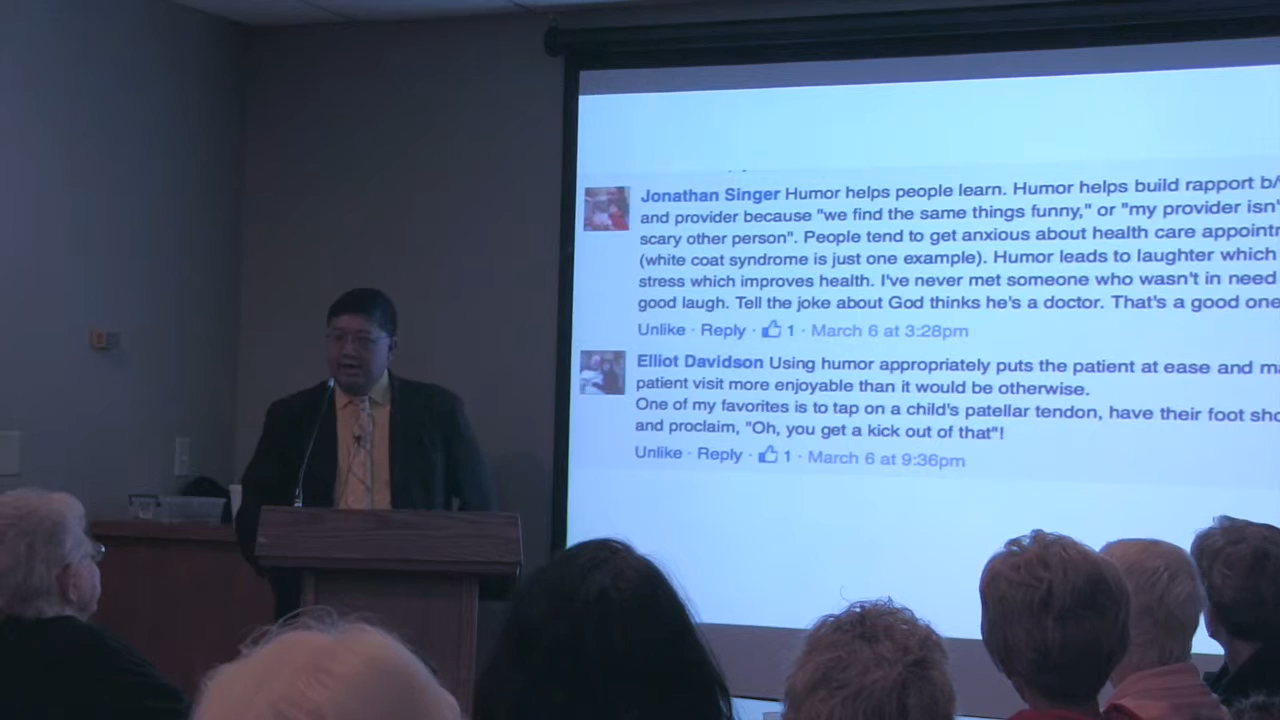 Jonathan Singer Humor helps people learn. Humor helps build rapport b/
and provider because "we find the same things funny," or "my provider isn'
scary other person". People tend to get anxious about health care
(white coat syndrome is just one example). Humor leads to laughter which
stress which improves health. I've never met someone who wasn't in need
good laugh. Tell the joke about God thinks he's a doctor. That's a good one
Unlike · Reply · 1 · March 6 at 3:28pm
Elliot Davidson Using humor appropriately puts the patient at ease and
patient visit more enjoyable than it would be otherwise.
One of my favorites is to tap on a child's patellar tendon, have their foot
and proclaim, "Oh, you get a kick out of that"!
Unlike · Reply · 1 · March 6 at 9:36pm